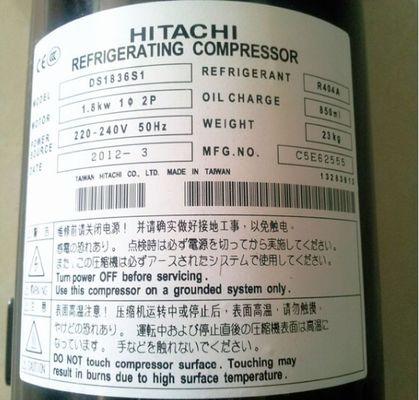 HITACHI
REFRIGERATING COMPRESSOR
MODEL DS1836S1 REFRIGERANT R404A
MOTOR 1.8kw 1Φ 2P OIL CHARGE 850ml
POWER SOURCE 220-240V 50Hz WEIGHT 23kg
DATE 2012-3 MFG.NO. C5E62555
TAIWAN HITACHI CO., LTD. MADE IN TAIWAN 13283613
维修前请关闭电源！并请确实做好接地工事，以免触电。
感電の恐れあり。点検時は必ず電源を切ってから実施してください。
また、この圧縮機は必ずアースされたシステムで使用してください。
WARNING Turn power OFF before servicing.
Use this compressor on a grounded system only.
表面高温注意！压缩机运转中或停止后，表面高温，请勿触摸。
やけどの恐れあり。運転中および停止直後の圧縮機表面は高温に
なっています。手などを触れないでください。
DO NOT touch compressor surface. Touching may
result in burns due to high surface temperature.